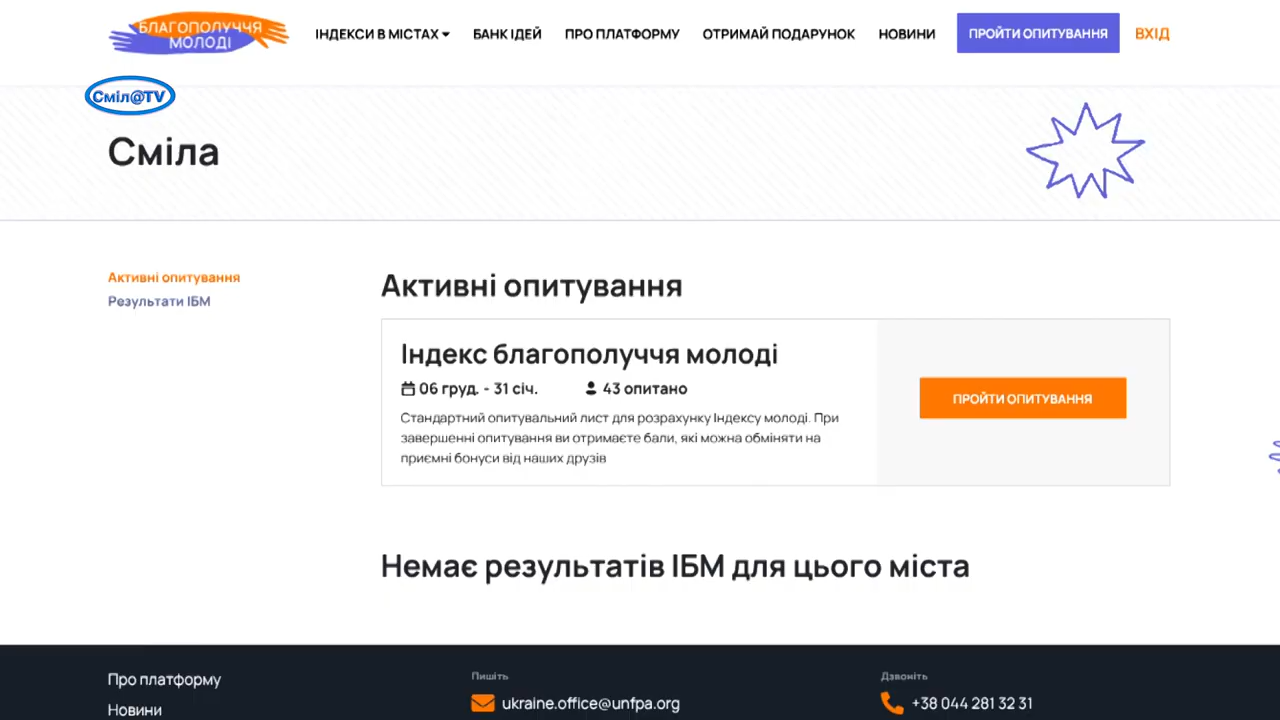 БЛАГОПОЛУЧЧЯ
МОЛОДІ
ІНДЕКСИ В МІСТАХ
БАНК ІДЕЙ
ПРО ПЛАТФОРМУ
ОТРИМАЙ ПОДАРУНОК
НОВИНИ
ПРОЙТИ ОПИТУВАННЯ
ВХІД
Сміл@TV
Сміла
Активні опитування
Результати ІБМ
Активні опитування
Індекс благополуччя молоді
06 груд. - 31 січ.
43 опитано
Стандартний опитувальний лист для розрахунку Індексу молоді. При
завершенні опитування ви отримаєте бали, які можна обміняти на
приємні бонуси від наших друзів
ПРОЙТИ ОПИТУВАННЯ
Немає результатів ІБМ для цього міста
Про платформу
Новини
Пишіть
ukraine.office@unfpa.org
Дзвоніть
+38 044 281 32 31